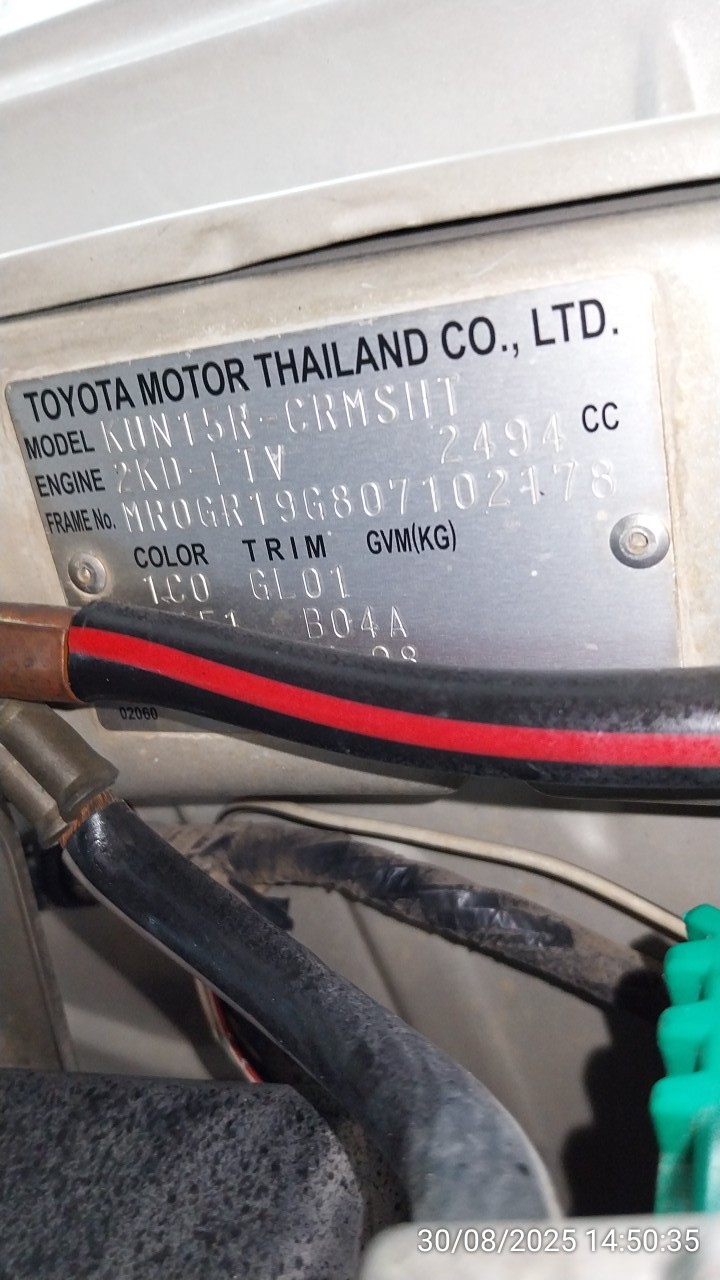 TOYOTA MOTOR THAILAND CO., LTD.
MODEL KUN15R-CRMSHT
ENGINE 2KD-FTV 2494 CC
FRAME No. MR0GR19G807102178
COLOR TRIM GVM(KG)
1C0 GL01
B04A
02060
30/08/2025 14:50:35